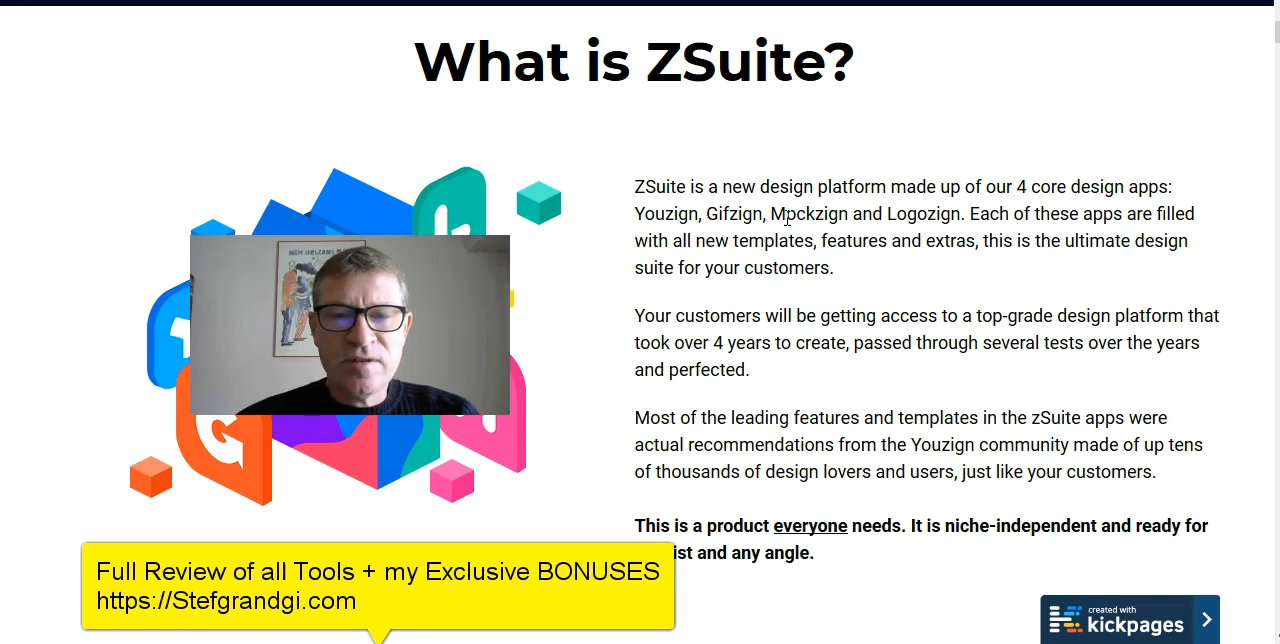 What is ZSuite?
ZSuite is a new design platform made up of our 4 core design apps:
Youzign, Gifzign, Mockzign and Logozign. Each of these apps are filled
with all new templates, features and extras, this is the ultimate design
suite for your customers.
Your customers will be getting access to a top-grade design platform that
took over 4 years to create, passed through several tests over the years
and perfected.
Most of the leading features and templates in the zSuite apps were
actual recommendations from the Youzign community made of up tens
of thousands of design lovers and users, just like your customers.
This is a product everyone needs. It is niche-independent and ready for
ist and any angle.
NEW ORLEANS
Full Review of all Tools + my Exclusive BONUSES
https://Stefgrandgi.com
created with
kickpages